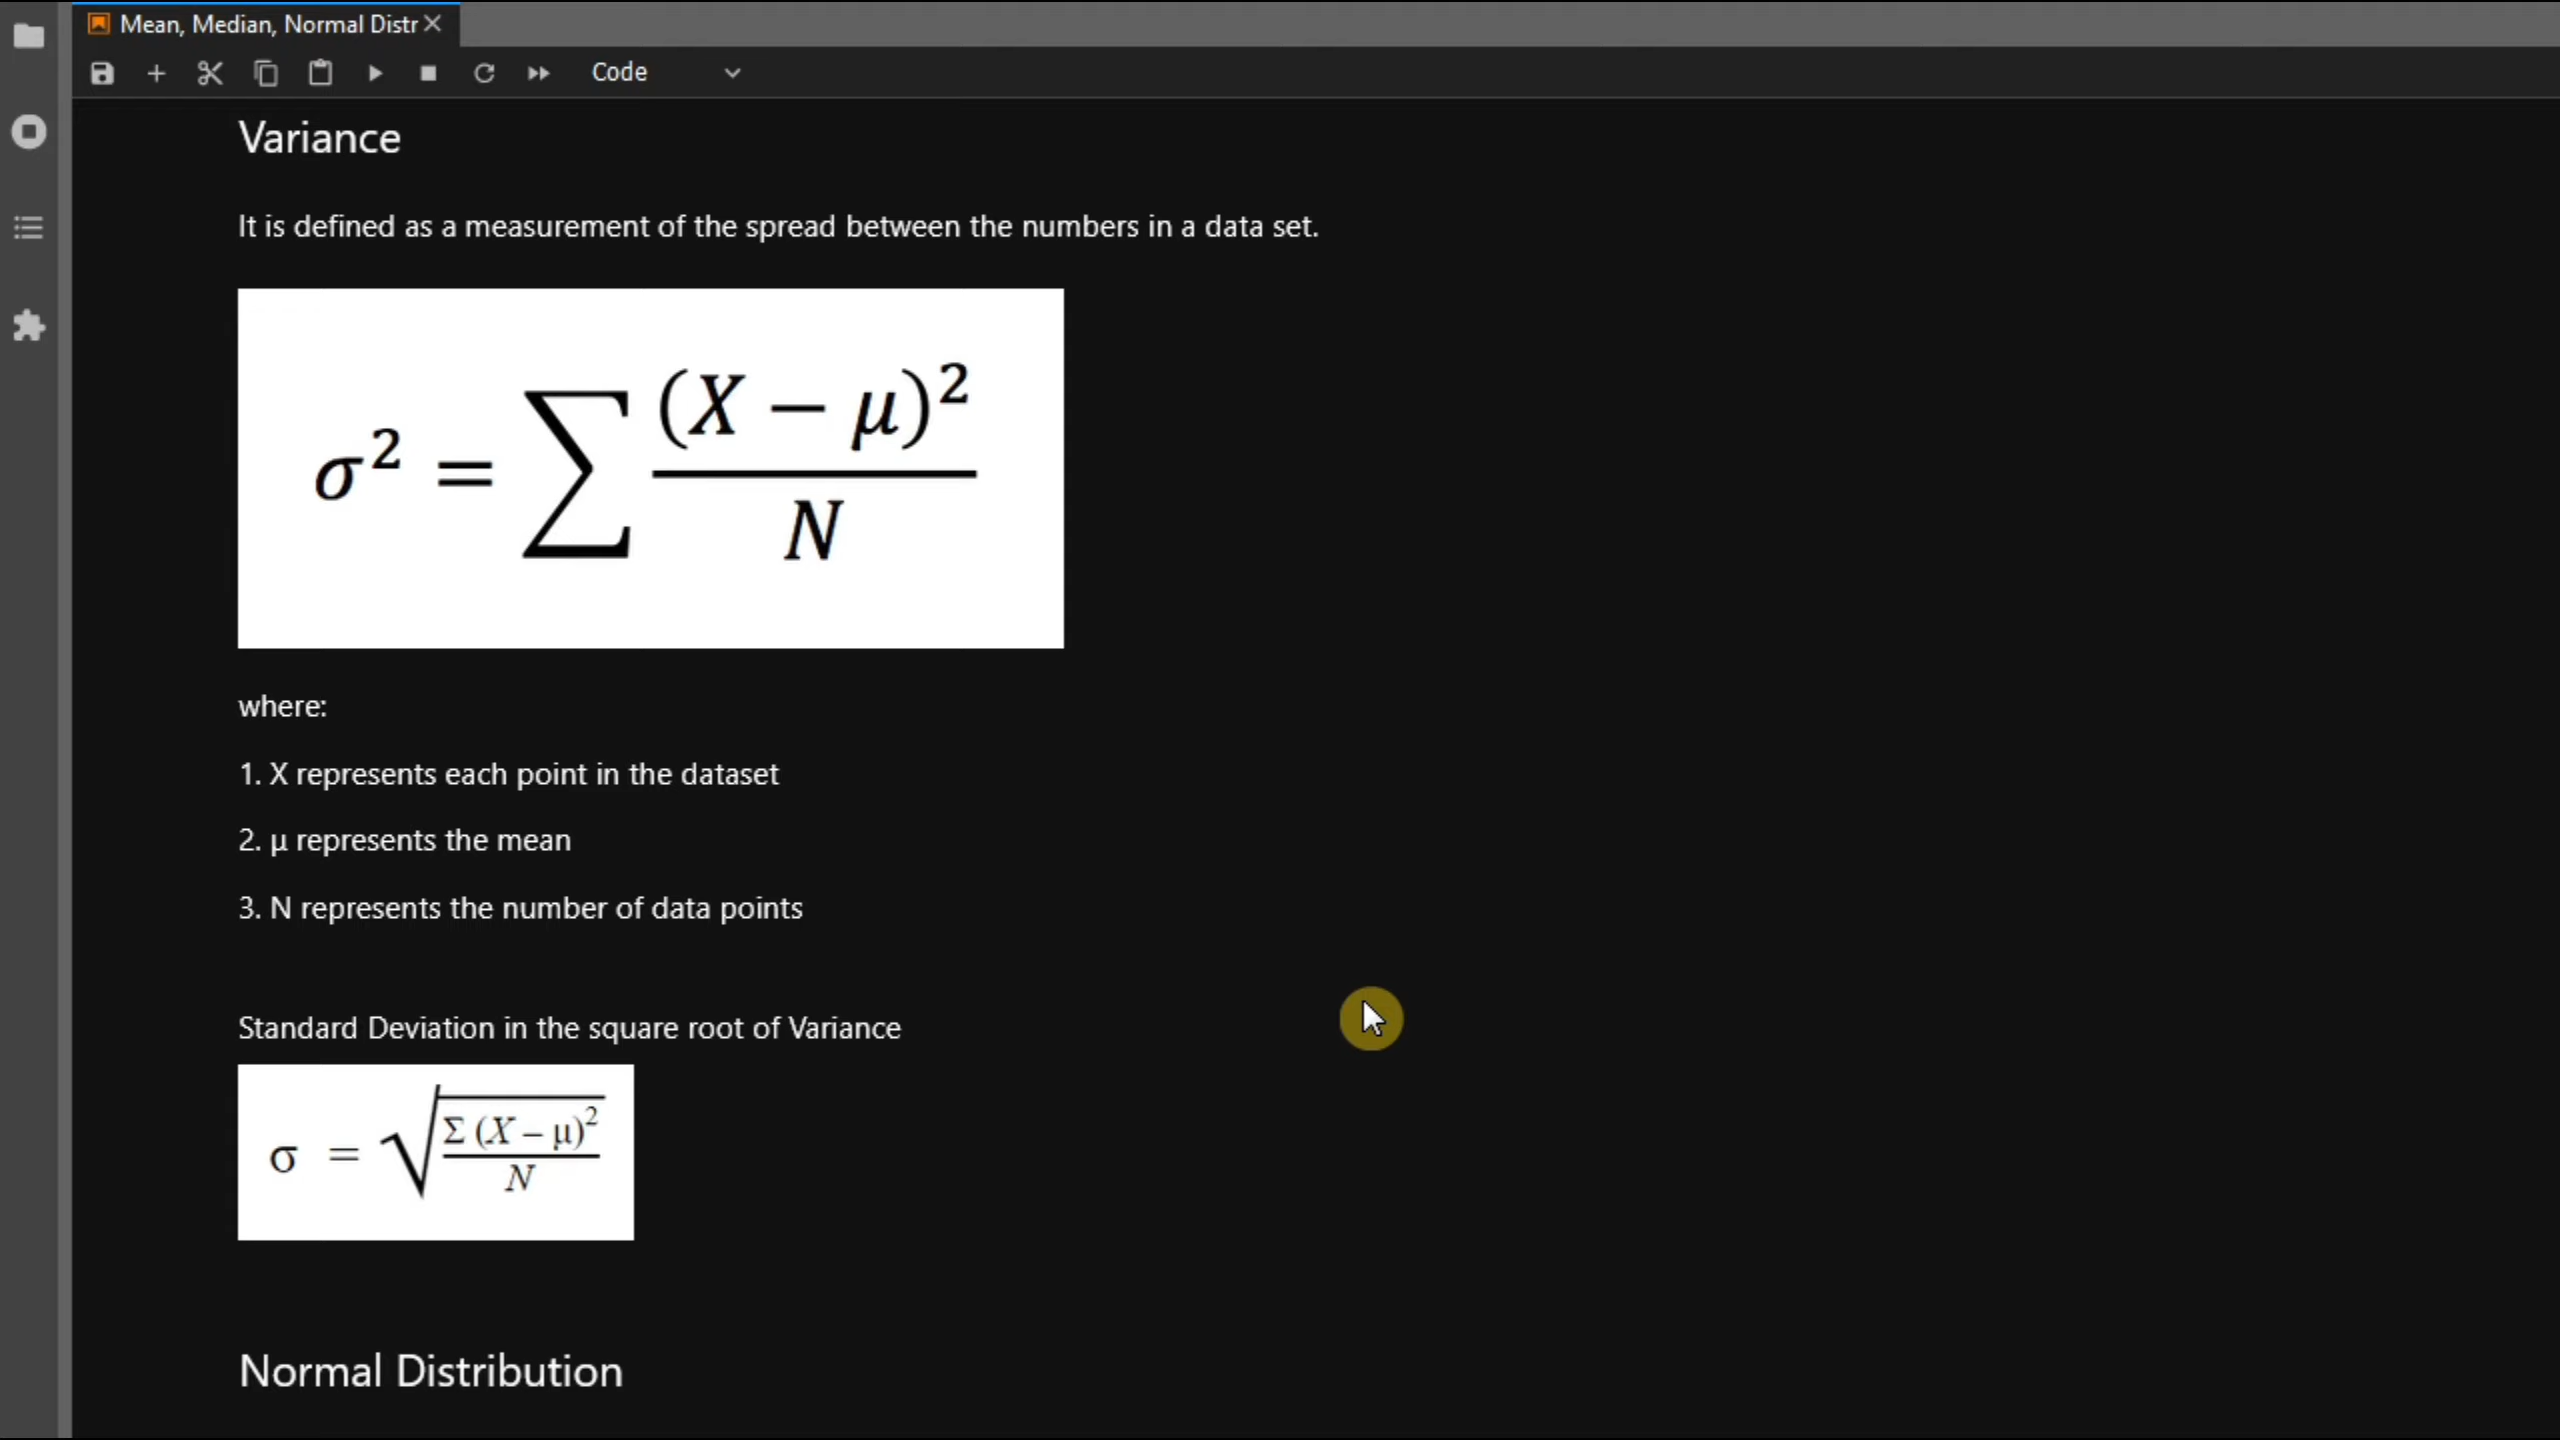 Mean, Median, Normal Distr
Code
Variance
It is defined as a measurement of the spread between the numbers in a data set.
σ² = ∑ (X − μ)² / N
where:
1. X represents each point in the dataset
2. μ represents the mean
3. N represents the number of data points
Standard Deviation in the square root of Variance
σ = √(Σ (X − μ)² / N)
Normal Distribution